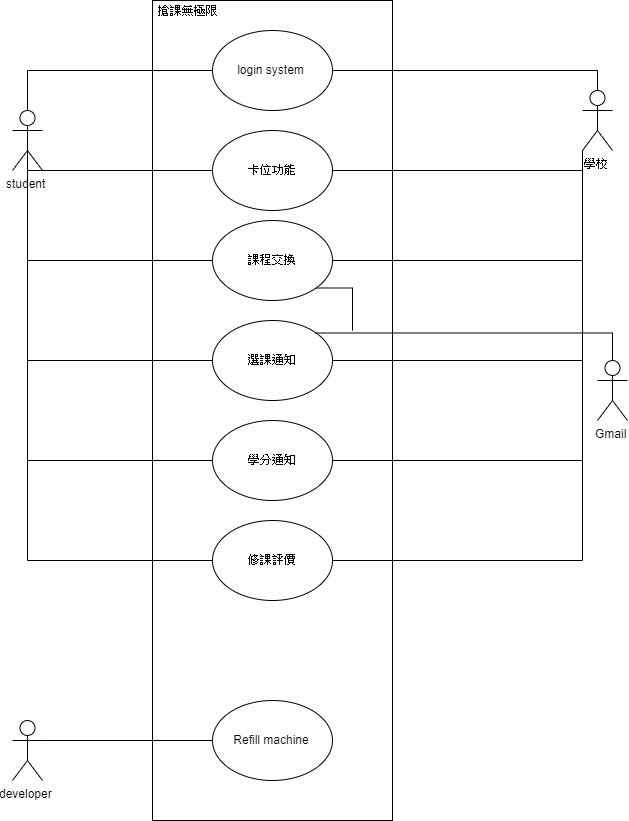 搶課無極限
login system
student
學校
卡位功能
課程交換
選課通知
Gmail
學分通知
修課評價
Refill machine
developer